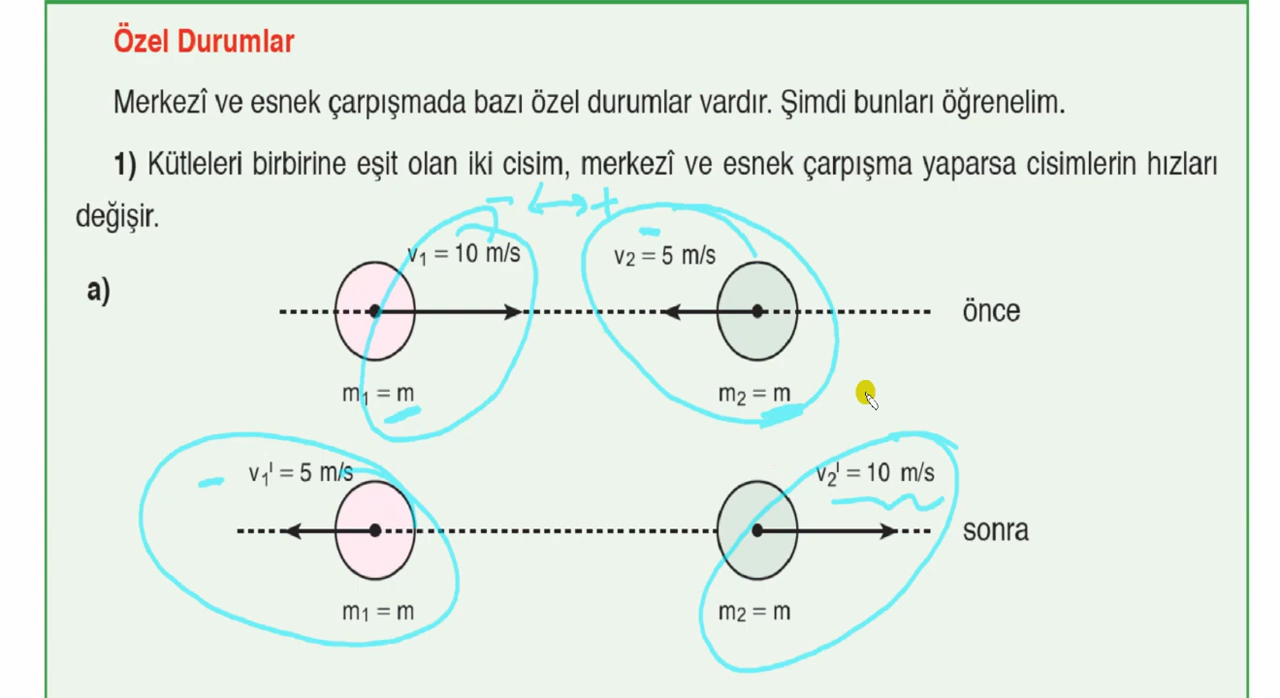 Özel Durumlar
Merkezî ve esnek çarpışmada bazı özel durumlar vardır. Şimdi bunları öğrenelim.
1) Kütleleri birbirine eşit olan iki cisim, merkezî ve esnek çarpışma yaparsa cisimlerin hızları
değişir.
- +
a)
v₁ = 10 m/s
- v₂ = 5 m/s
önce
m₁ = m
m₂ = m
- v₁ᴵ = 5 m/s
v₂ᴵ = 10 m/s
sonra
m₁ = m
m₂ = m